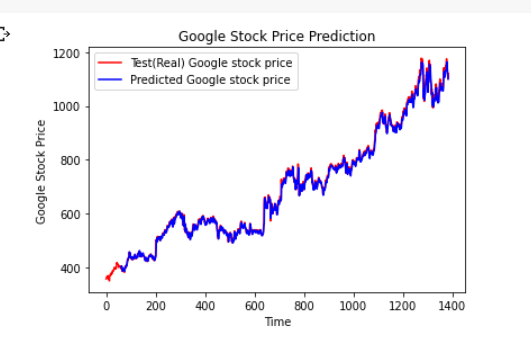 Google Stock Price Prediction
Test(Real) Google stock price
Predicted Google stock price
Google Stock Price
1200
1000
800
600
400
0 200 400 600 800 1000 1200 1400
Time